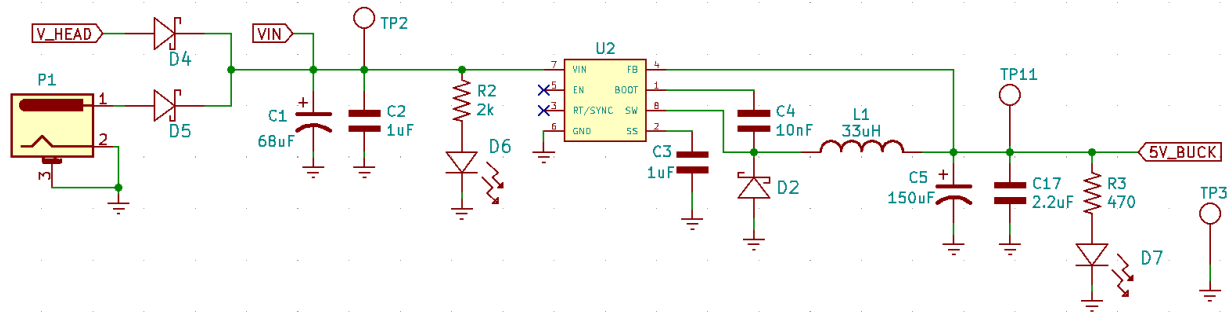 V_HEAD
D4
P1
1
2
3
D5
VIN
TP2
C1
68uF
C2
1uF
R2
2k
D6
U2
7 VIN FB 4
5 EN BOOT 1
3 RT/SYNC SW 8
6 GND SS 2
C3
1uF
C4
10nF
D2
L1
33uH
C5
150uF
TP11
C17
2.2uF
5V_BUCK
R3
470
D7
TP3
+
+